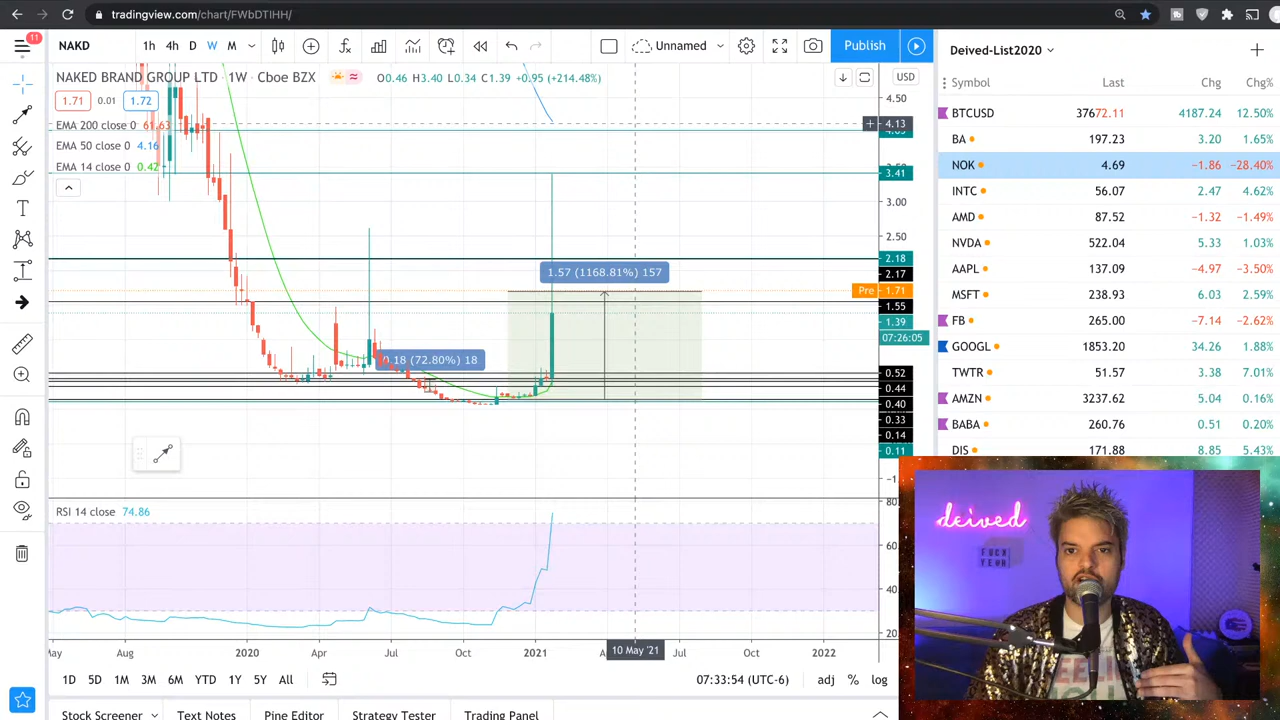 tradingview.com/chart/FWbDTIHH/
11
NAKD
1h 4h D W M
Unnamed
Publish
NAKED BRAND GROUP LTD · 1W · Cboe BZX
O0.46 H3.40 L0.34 C1.39 +0.95 (+214.48%)
1.71 0.01 1.72
EMA 200 close 0 61.63
EMA 50 close 0 4.16
EMA 14 close 0 0.42
USD
4.50
4.13
3.41
3.00
2.50
2.18
2.17
Pre 1.71
1.55
1.39
07:26:05
0.52
0.44
0.40
0.33
0.14
0.11
1.57 (1168.81%) 157
0.18 (72.80%) 18
RSI 14 close 74.86
80
60
40
20
Aug 2020 Apr Jul Oct 2021 10 May '21 Jul Oct 2022
1D 5D 1M 3M 6M YTD 1Y 5Y All
07:33:54 (UTC-6) adj % log
Stock Screener Text Notes Pine Editor Strategy Tester Trading Panel
Deived-List2020
Symbol Last Chg Chg%
BTCUSD 37672.11 4187.24 12.50%
BA 197.23 3.20 1.65%
NOK 4.69 −1.86 −28.40%
INTC 56.07 2.47 4.62%
AMD 87.52 −1.32 −1.49%
NVDA 522.04 5.33 1.03%
AAPL 137.09 −4.97 −3.50%
MSFT 238.93 6.03 2.59%
FB 265.00 −7.14 −2.62%
GOOGL 1853.20 34.26 1.88%
TWTR 51.57 3.38 7.01%
AMZN 3237.62 5.04 0.16%
BABA 260.76 0.51 0.20%
DIS 171.88 8.85 5.43%
deived
FUCK
YEAH